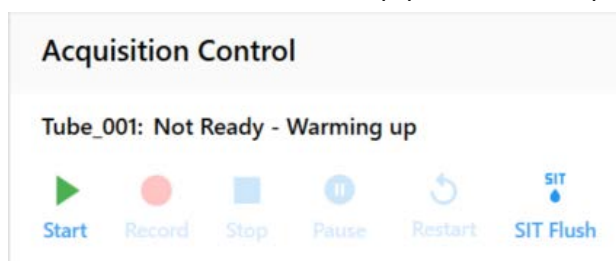 Acquisition Control
Tube_001: Not Ready - Warming up
SIT
Start Record Stop Pause Restart SIT Flush